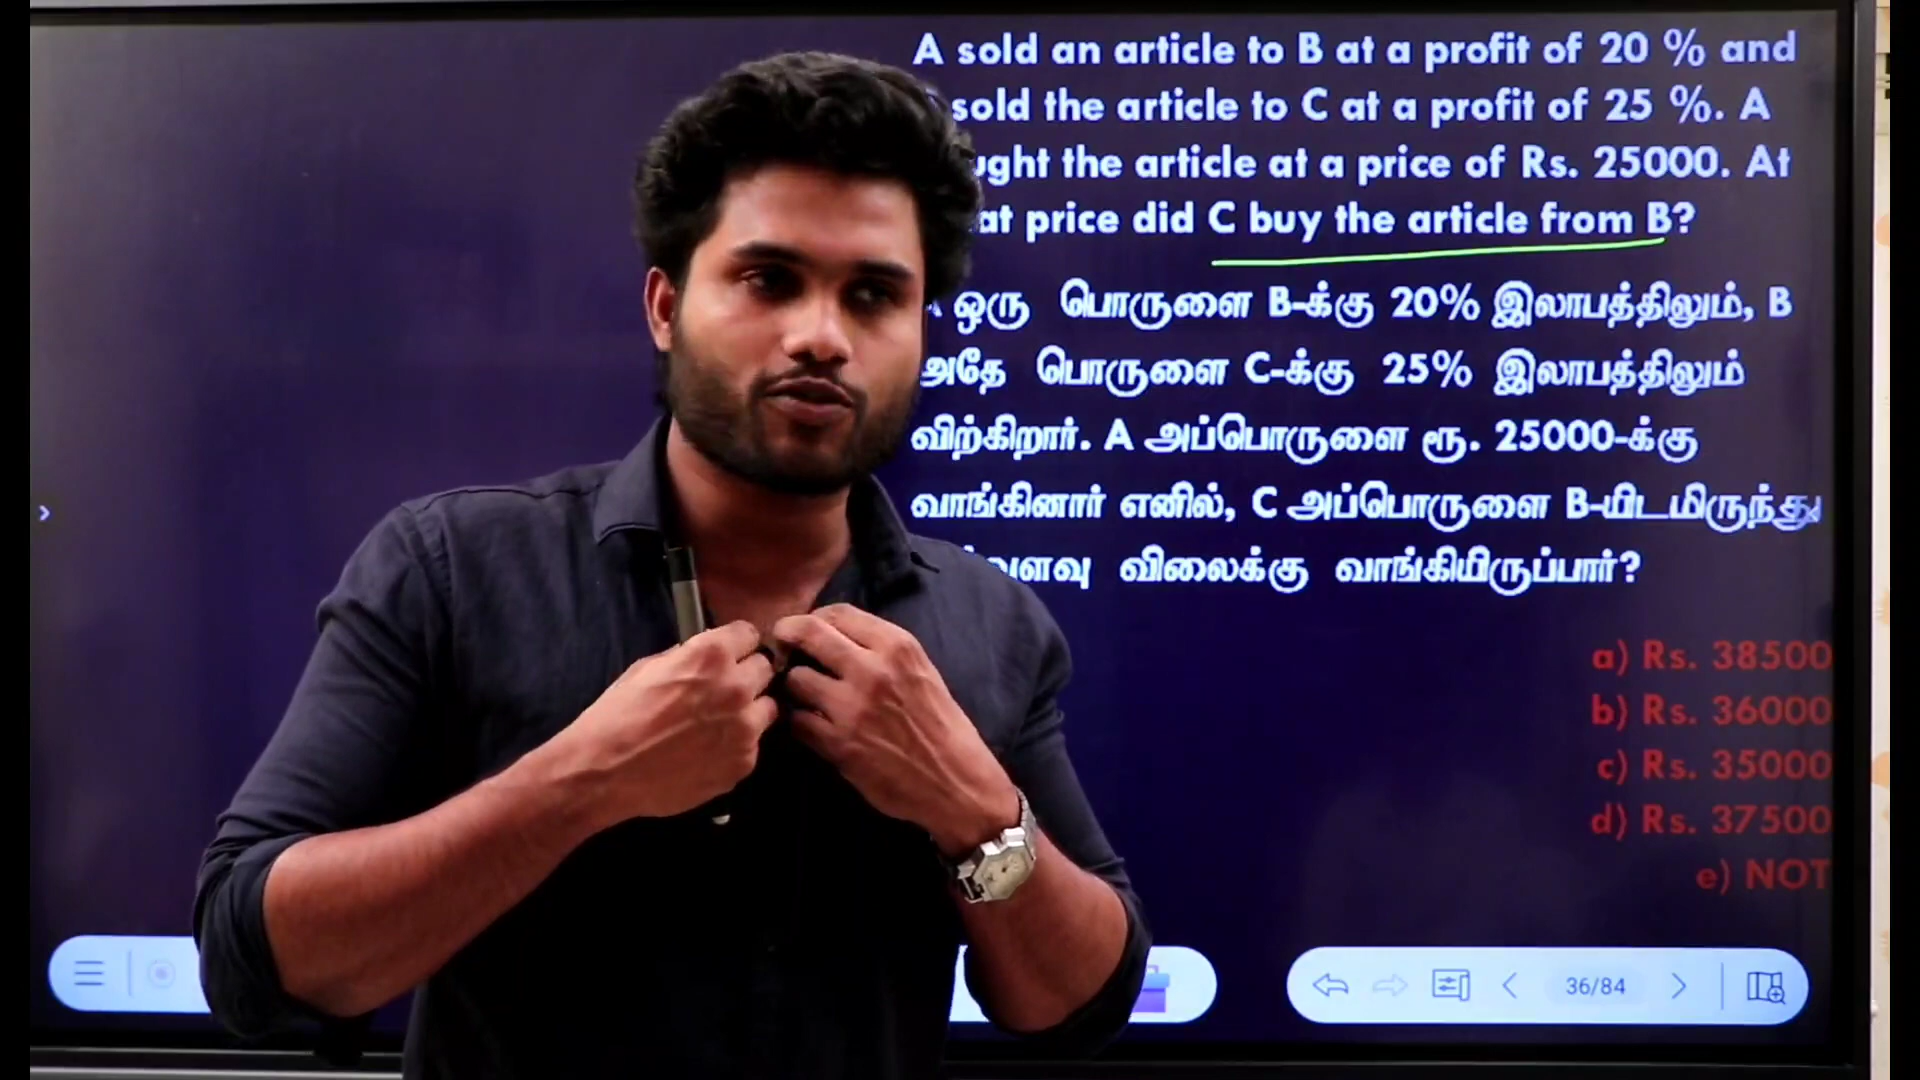 A sold an article to B at a profit of 20 % and
sold the article to C at a profit of 25 %. A
the article at a price of Rs. 25000. At
price did C buy the article from B?
ஒரு பொருளை B-க்கு 20% இலாபத்திலும், B
அதே பொருளை C-க்கு 25% இலாபத்திலும்
விற்கிறார். A அப்பொருளை ரூ. 25000-க்கு
வாங்கினார் எனில், C அப்பொருளை B-யிடமிருந்து
விலைக்கு வாங்கியிருப்பார்?
a) Rs. 38500
b) Rs. 36000
c) Rs. 35000
d) Rs. 37500
e) NOT
36/84